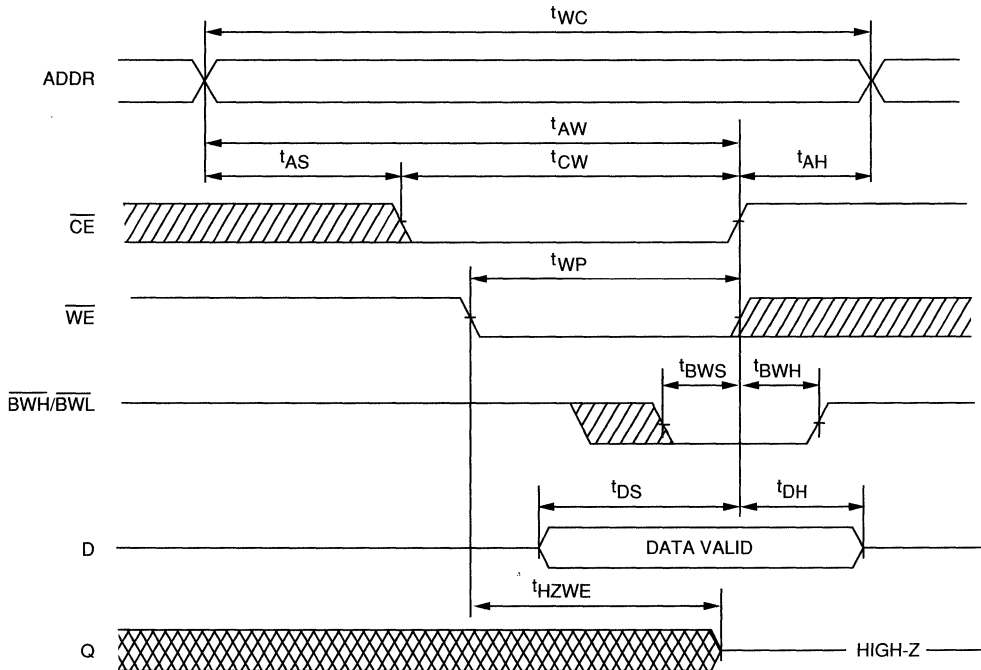 tWC
ADDR
tAW
tAS tCW tAH
CE
tWP
WE
tBWS tBWH
BWH/BWL
tDS tDH
D DATA VALID
tHZWE
Q HIGH-Z